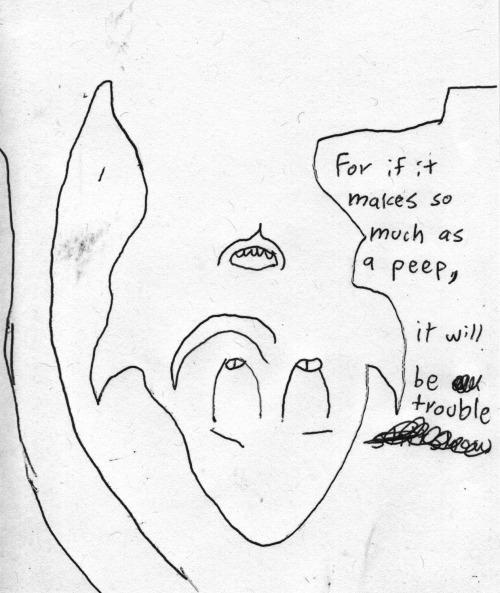 For if it
makes so
much as
a peep,,
it will
be
trouble